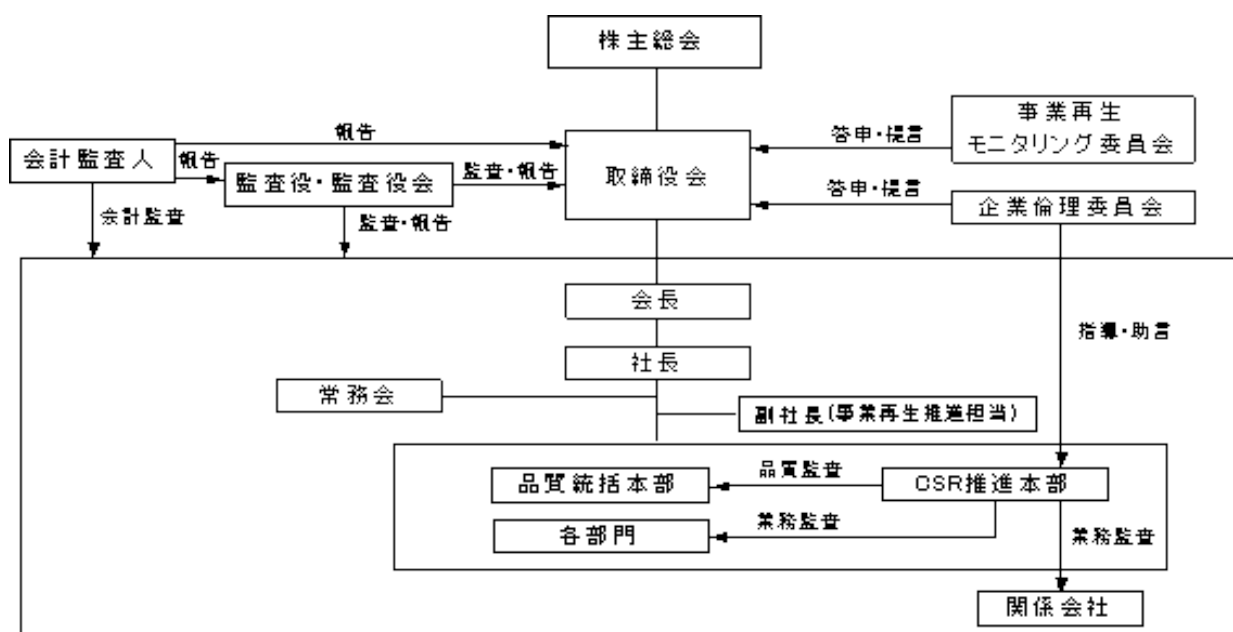 株主総会
事業再生
モニタリング委員会
報告
答申・提言
会計監査人
報告
監査役・監査役会
監査・報告
取締役会
答申・提言
企業倫理委員会
会計監査
監査・報告
会長
指導・助言
社長
常務会
副社長(事業再生推進担当)
品質統括本部
品質監査
CSR推進本部
各部門
業務監査
業務監査
関係会社